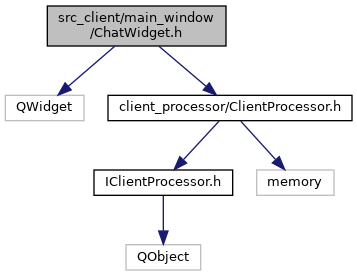 src_client/main_window
/ChatWidget.h
QWidget
client_processor/ClientProcessor.h
IClientProcessor.h
memory
QObject